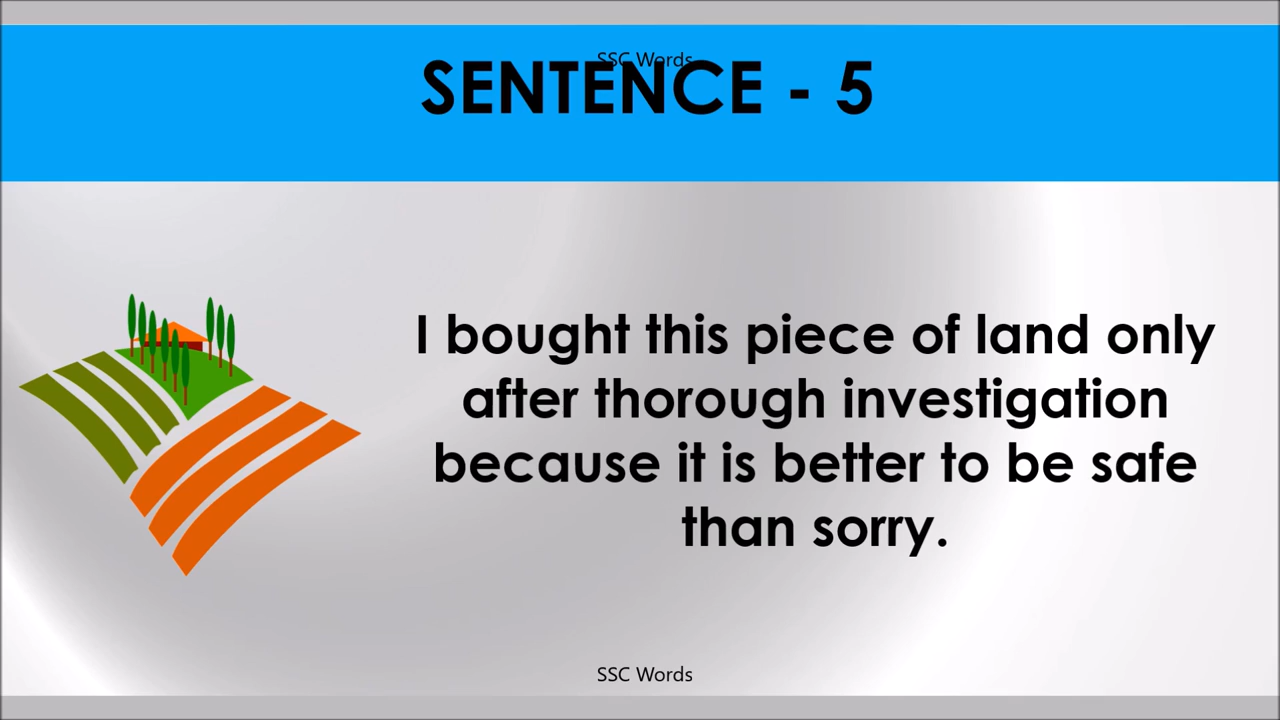 SSC Words
SENTENCE - 5
I bought this piece of land only
after thorough investigation
because it is better to be safe
than sorry.
SSC Words